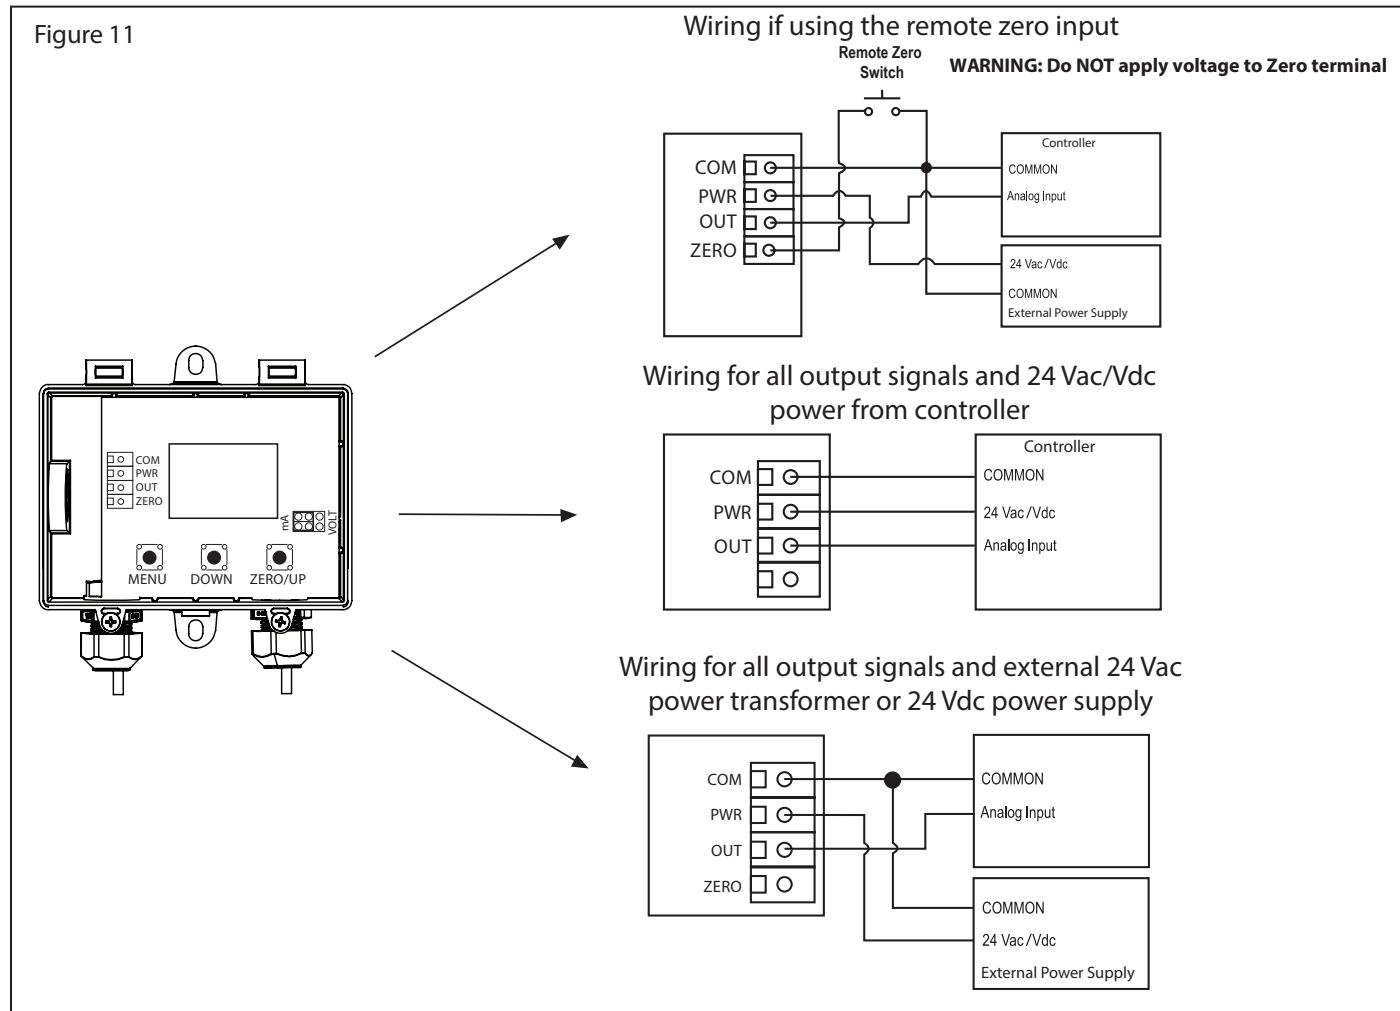 Figure 11
Wiring if using the remote zero input
Remote Zero
Switch
WARNING: Do NOT apply voltage to Zero terminal
COM
PWR
OUT
ZERO
Controller
COMMON
Analog Input
24 Vac/Vdc
COMMON
External Power Supply
Wiring for all output signals and 24 Vac/Vdc
power from controller
COM
PWR
OUT
Controller
COMMON
24 Vac/Vdc
Analog Input
COM
PWR
OUT
ZERO
mA
VOLT
MENU
DOWN
ZERO/UP
Wiring for all output signals and external 24 Vac
power transformer or 24 Vdc power supply
COM
PWR
OUT
ZERO
COMMON
Analog Input
COMMON
24 Vac/Vdc
External Power Supply